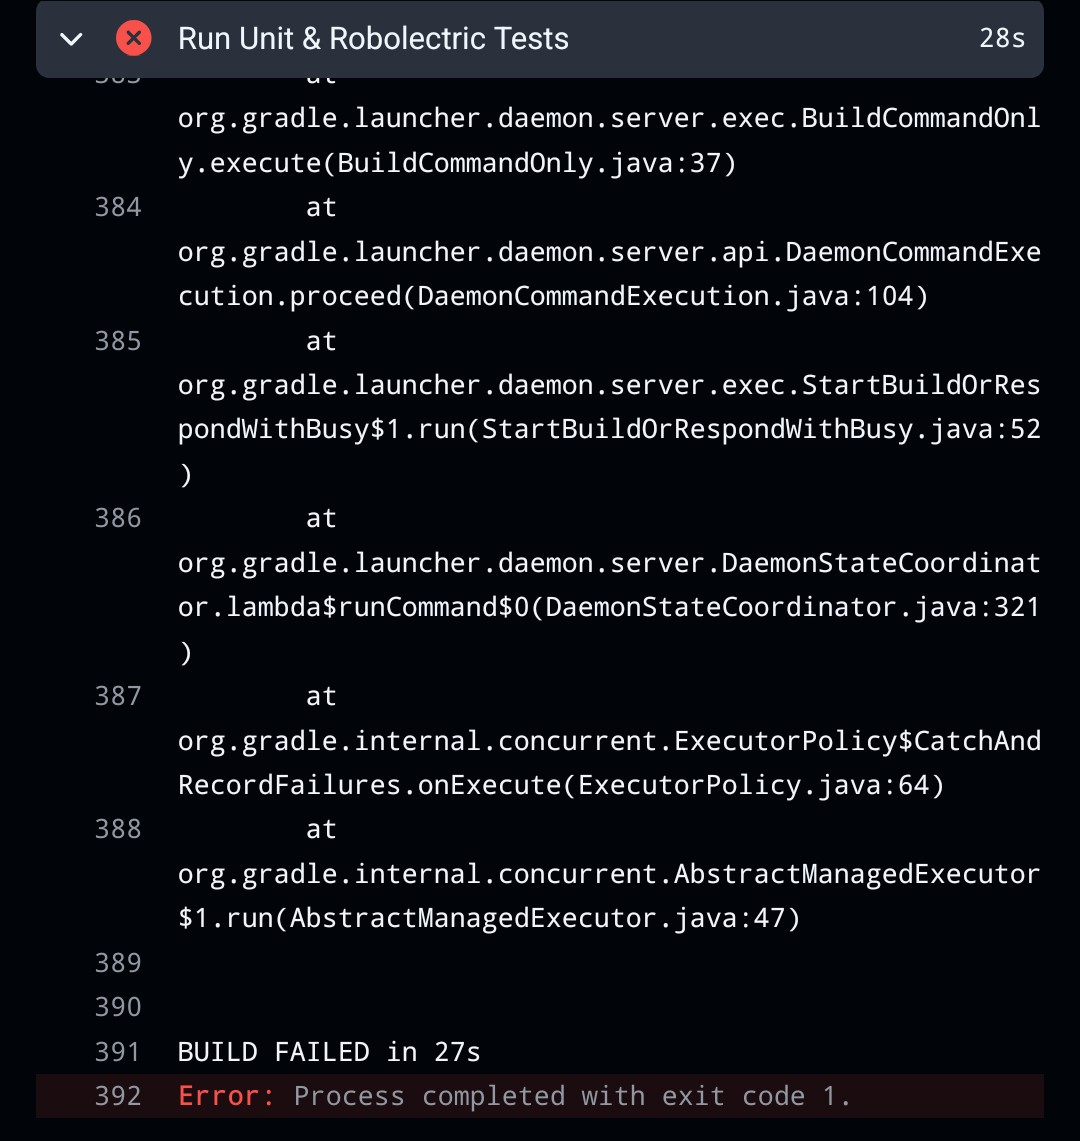 Run Unit & Robolectric Tests 28s
383 at
org.gradle.launcher.daemon.server.exec.BuildCommandOnl
y.execute(BuildCommandOnly.java:37)
384 at
org.gradle.launcher.daemon.server.api.DaemonCommandExe
cution.proceed(DaemonCommandExecution.java:104)
385 at
org.gradle.launcher.daemon.server.exec.StartBuildOrRes
pondWithBusy$1.run(StartBuildOrRespondWithBusy.java:52
)
386 at
org.gradle.launcher.daemon.server.DaemonStateCoordinat
or.lambda$runCommand$0(DaemonStateCoordinator.java:321
)
387 at
org.gradle.internal.concurrent.ExecutorPolicy$CatchAnd
RecordFailures.onExecute(ExecutorPolicy.java:64)
388 at
org.gradle.internal.concurrent.AbstractManagedExecutor
$1.run(AbstractManagedExecutor.java:47)
389
390
391 BUILD FAILED in 27s
392 Error: Process completed with exit code 1.